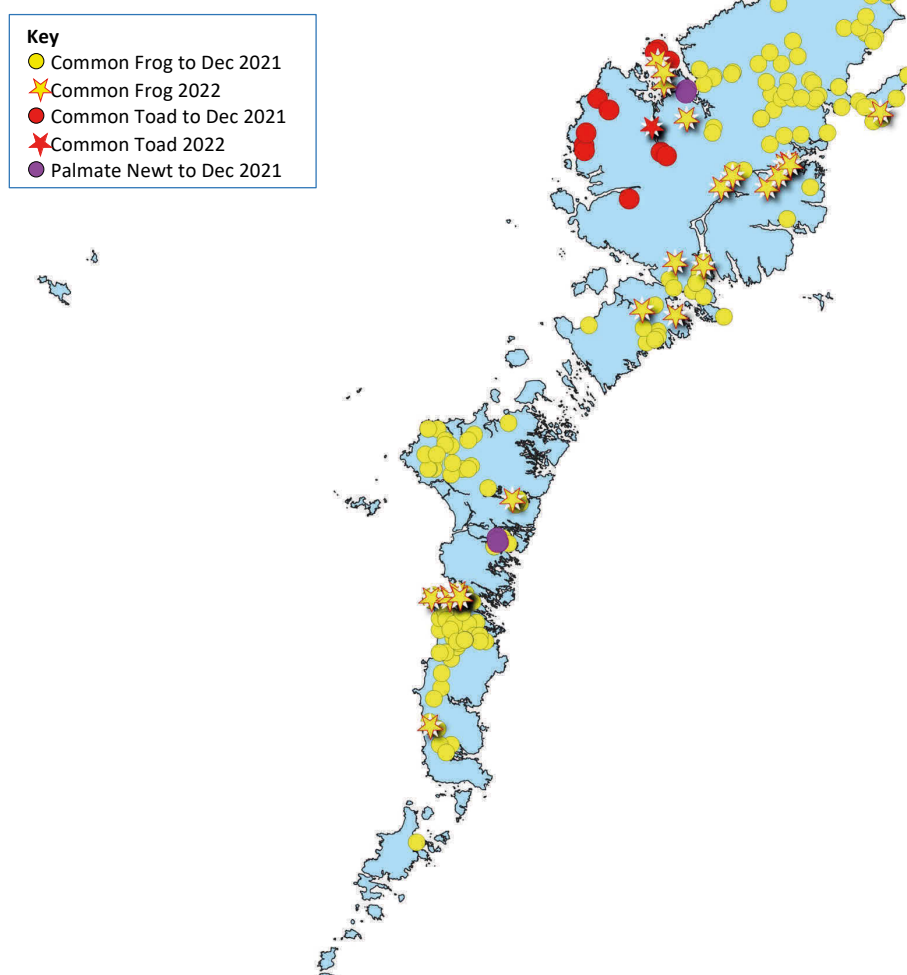 Key
Common Frog to Dec 2021
Common Frog 2022
Common Toad to Dec 2021
Common Toad 2022
Palmate Newt to Dec 2021